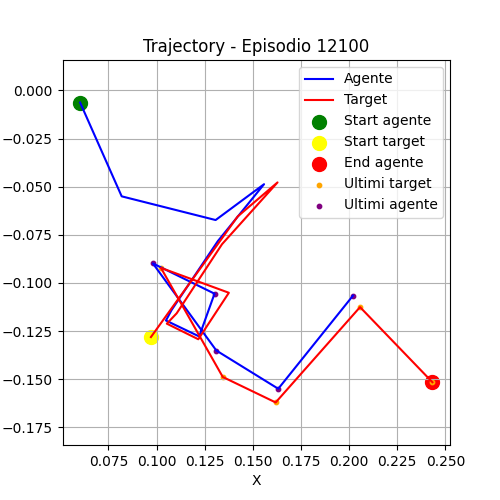 Trajectory - Episodio 12100
Agente
Target
Start agente
Start target
End agente
Ultimi target
Ultimi agente
0.000
−0.025
−0.050
−0.075
−0.100
−0.125
−0.150
−0.175
0.075 0.100 0.125 0.150 0.175 0.200 0.225 0.250
X